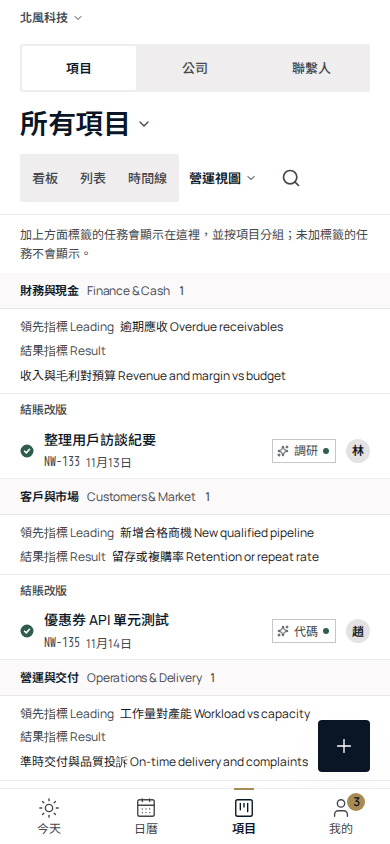 北風科技
項目 公司 聯繫人
所有項目
看板 列表 時間線 營運視圖
加上方面標籤的任務會顯示在這裡，並按項目分組；未加標籤的任
務不會顯示。
財務與現金 Finance & Cash 1
領先指標 Leading 逾期應收 Overdue receivables
結果指標 Result
收入與毛利對預算 Revenue and margin vs budget
結賬改版
整理用戶訪談紀要
NW-133 11月13日
調研
林
客戶與市場 Customers & Market 1
領先指標 Leading 新增合格商機 New qualified pipeline
結果指標 Result 留存或複購率 Retention or repeat rate
結賬改版
優惠券 API 單元測試
NW-135 11月14日
代碼
趙
營運與交付 Operations & Delivery 1
領先指標 Leading 工作量對產能 Workload vs capacity
結果指標 Result
準時交付與品質投訴 On-time delivery and complaints
3
今天 日曆 項目 我的